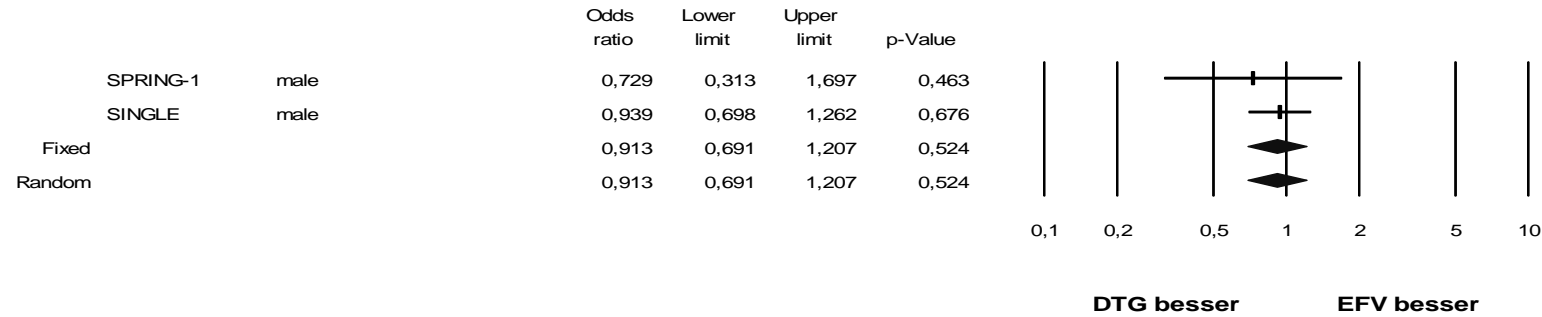 Odds Lower Upper
ratio limit limit p-Value
SPRING-1 male 0,729 0,313 1,697 0,463
SINGLE male 0,939 0,698 1,262 0,676
Fixed 0,913 0,691 1,207 0,524
Random 0,913 0,691 1,207 0,524
0,1 0,2 0,5 1 2 5 10
DTG besser EFV besser